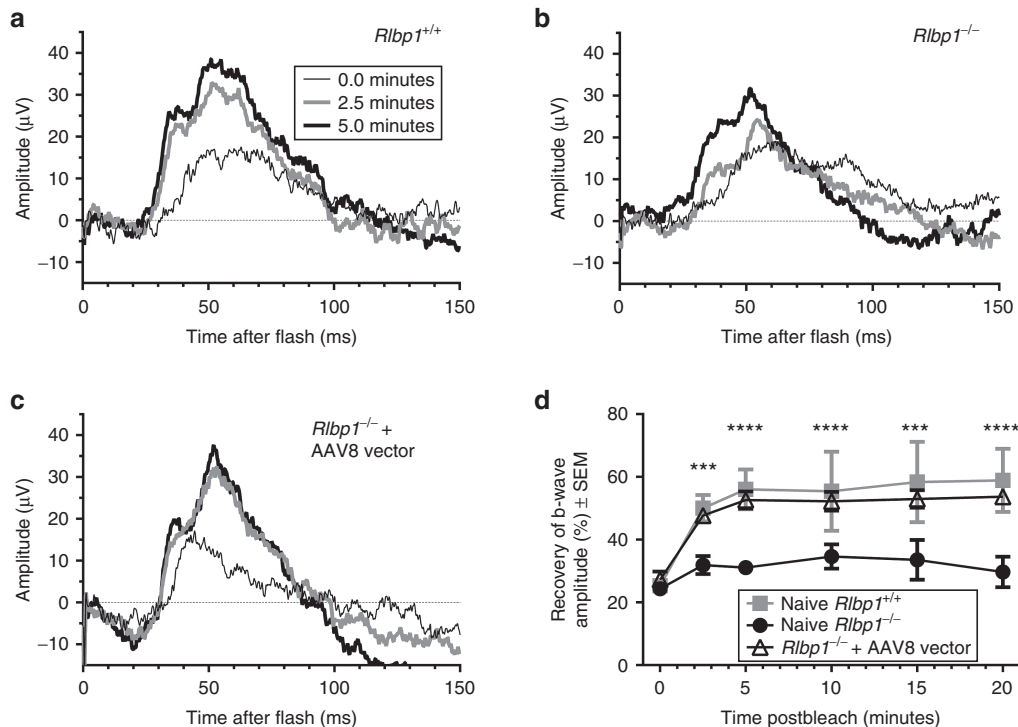 a
Rlbp1+/+
40
30
20
10
0
−10
Amplitude (µV)
0.0 minutes
2.5 minutes
5.0 minutes
0
50
100
150
Time after flash (ms)
b
Rlbp1−/−
40
30
20
10
0
−10
Amplitude (µV)
0
50
100
150
Time after flash (ms)
c
Rlbp1−/− +
AAV8 vector
40
30
20
10
0
−10
Amplitude (µV)
0
50
100
150
Time after flash (ms)
d
80
60
40
20
0
Recovery of b-wave
amplitude (%) ± SEM
***
****
****
***
****
Naive Rlbp1+/+
Naive Rlbp1−/−
Rlbp1−/− + AAV8 vector
0
5
10
15
20
Time postbleach (minutes)